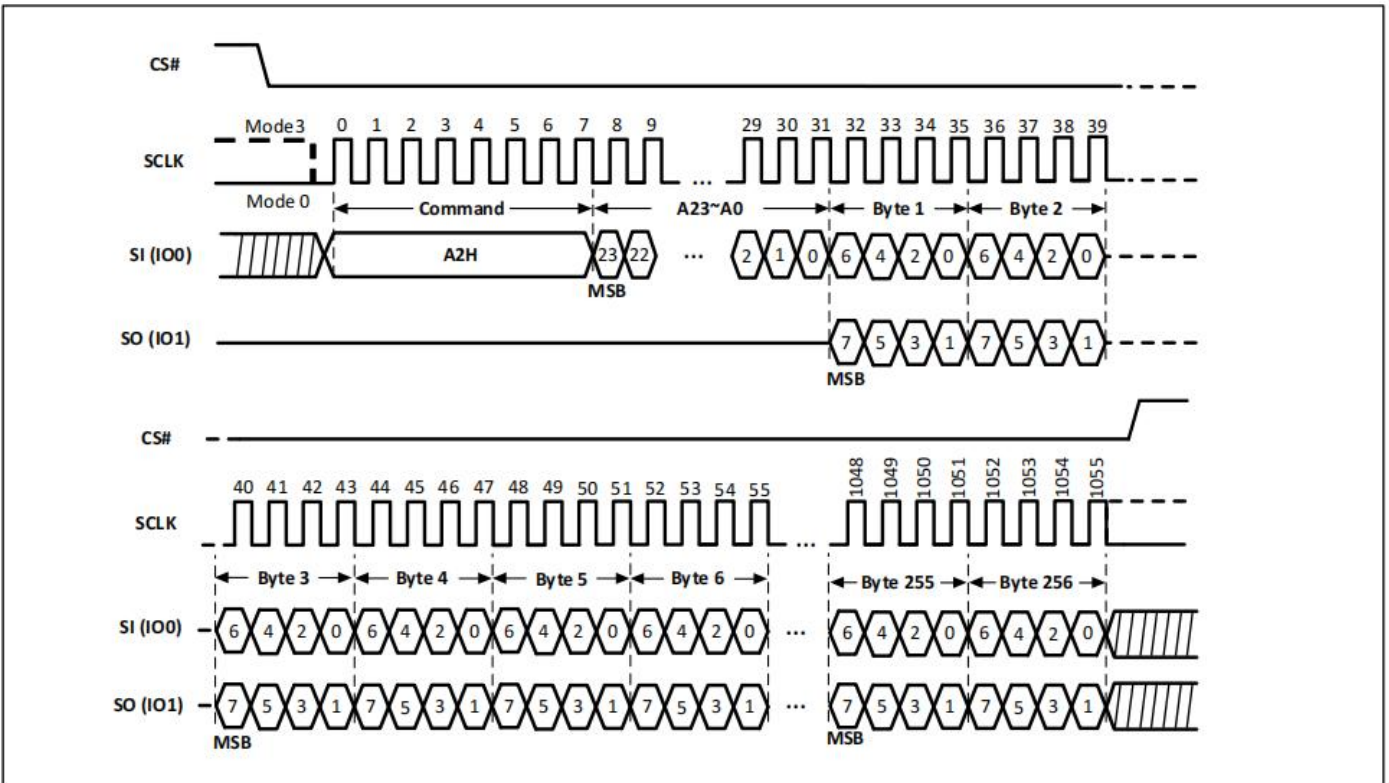 CS#
Mode3 0 1 2 3 4 5 6 7 8 9 29 30 31 32 33 34 35 36 37 38 39
SCLK
...
Mode 0 Command A23~A0 Byte 1 Byte 2
SI (IO0) A2H 23 22 ... 2 1 0 6 4 2 0 6 4 2 0
MSB
SO (IO1) 7 5 3 1 7 5 3 1
MSB
CS#
40 41 42 43 44 45 46 47 48 49 50 51 52 53 54 55 1048 1049 1050 1051 1052 1053 1054 1055
SCLK
...
Byte 3 Byte 4 Byte 5 Byte 6 Byte 255 Byte 256
SI (IO0) 6 4 2 0 6 4 2 0 6 4 2 0 6 4 2 0 ... 6 4 2 0 6 4 2 0
SO (IO1) 7 5 3 1 7 5 3 1 7 5 3 1 7 5 3 1 ... 7 5 3 1 7 5 3 1
MSB MSB